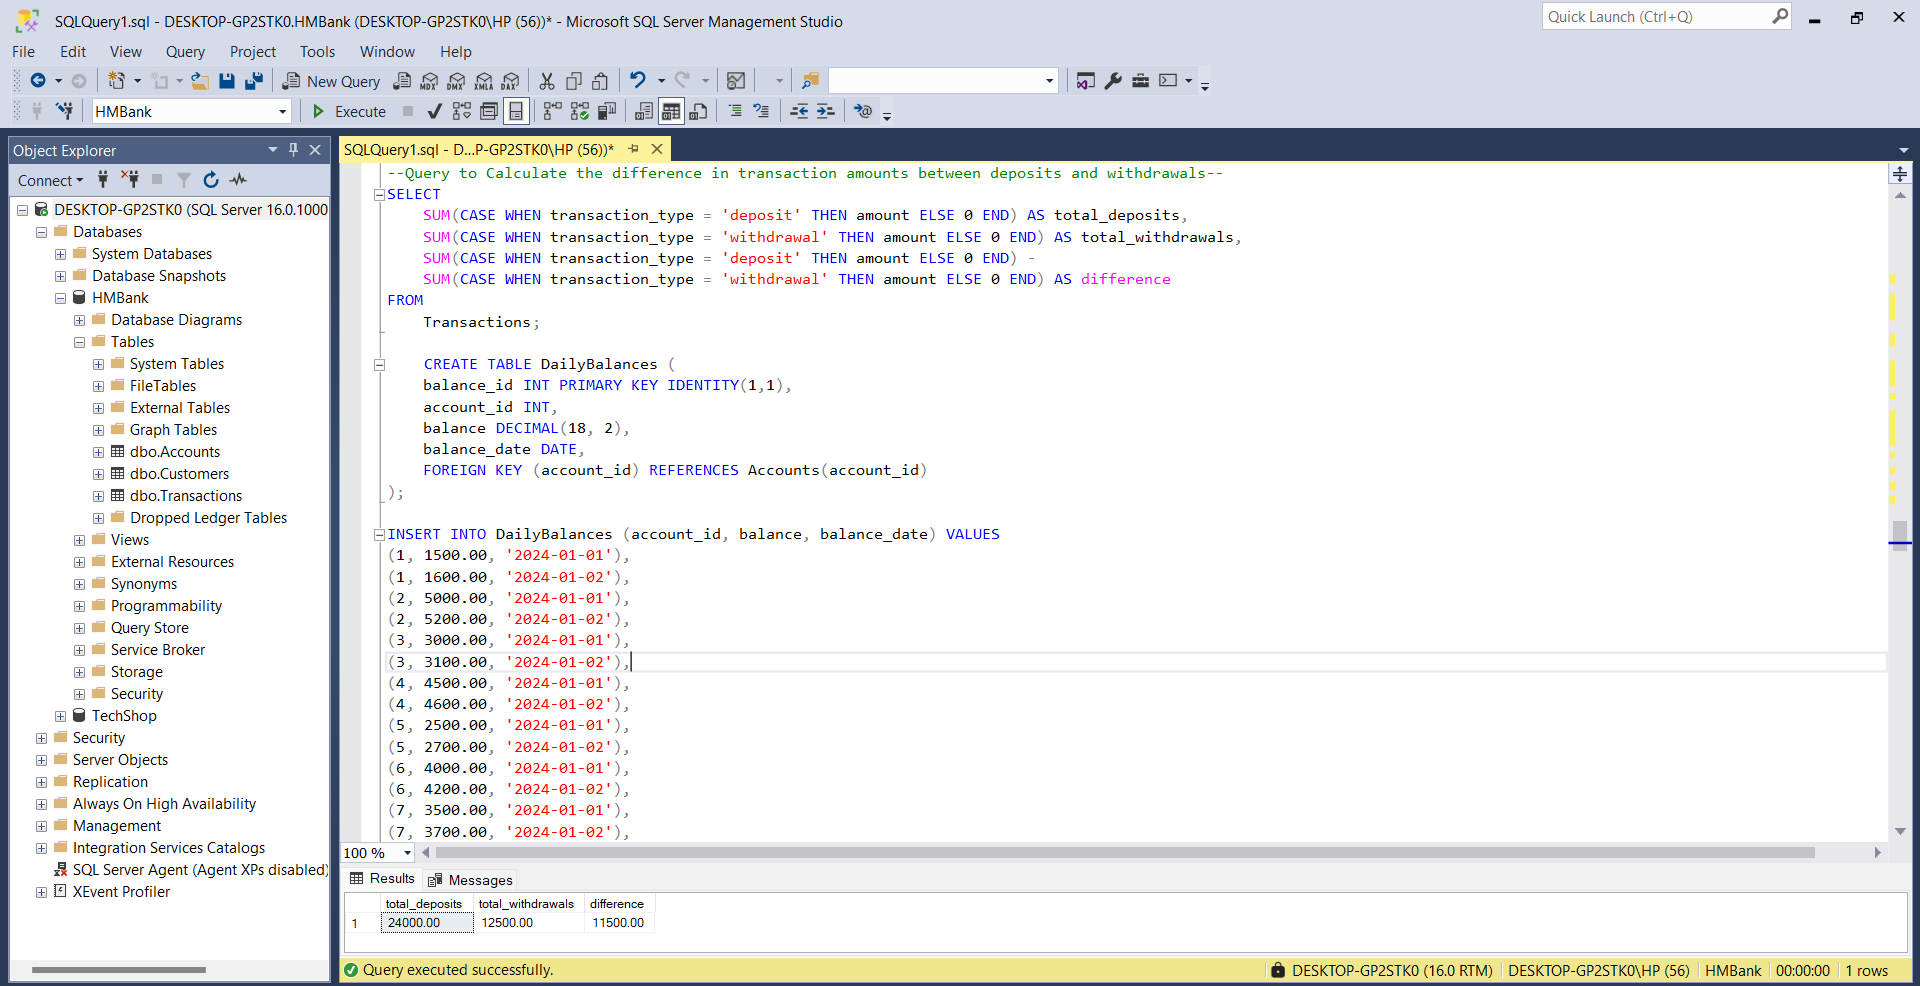 SQLQuery1.sql - DESKTOP-GP2STK0.HMBank (DESKTOP-GP2STK0\HP (56))* - Microsoft SQL Server Management Studio
Quick Launch (Ctrl+Q)
File Edit View Query Project Tools Window Help
New Query MDX DMX XMLA DAX
HMBank Execute
Object Explorer
Connect
DESKTOP-GP2STK0 (SQL Server 16.0.1000
Databases
System Databases
Database Snapshots
HMBank
Database Diagrams
Tables
System Tables
FileTables
External Tables
Graph Tables
dbo.Accounts
dbo.Customers
dbo.Transactions
Dropped Ledger Tables
Views
External Resources
Synonyms
Programmability
Query Store
Service Broker
Storage
Security
TechShop
Security
Server Objects
Replication
Always On High Availability
Management
Integration Services Catalogs
SQL Server Agent (Agent XPs disabled)
XEvent Profiler
SQLQuery1.sql - D...P-GP2STK0\HP (56))*
--Query to Calculate the difference in transaction amounts between deposits and withdrawals--
SELECT
SUM(CASE WHEN transaction_type = 'deposit' THEN amount ELSE 0 END) AS total_deposits,
SUM(CASE WHEN transaction_type = 'withdrawal' THEN amount ELSE 0 END) AS total_withdrawals,
SUM(CASE WHEN transaction_type = 'deposit' THEN amount ELSE 0 END) -
SUM(CASE WHEN transaction_type = 'withdrawal' THEN amount ELSE 0 END) AS difference
FROM
Transactions;
CREATE TABLE DailyBalances (
balance_id INT PRIMARY KEY IDENTITY(1,1),
account_id INT,
balance DECIMAL(18, 2),
balance_date DATE,
FOREIGN KEY (account_id) REFERENCES Accounts(account_id)
);
INSERT INTO DailyBalances (account_id, balance, balance_date) VALUES
(1, 1500.00, '2024-01-01'),
(1, 1600.00, '2024-01-02'),
(2, 5000.00, '2024-01-01'),
(2, 5200.00, '2024-01-02'),
(3, 3000.00, '2024-01-01'),
(3, 3100.00, '2024-01-02'),
(4, 4500.00, '2024-01-01'),
(4, 4600.00, '2024-01-02'),
(5, 2500.00, '2024-01-01'),
(5, 2700.00, '2024-01-02'),
(6, 4000.00, '2024-01-01'),
(6, 4200.00, '2024-01-02'),
(7, 3500.00, '2024-01-01'),
(7, 3700.00, '2024-01-02'),
100 %
Results Messages
total_deposits total_withdrawals difference
1 24000.00 12500.00 11500.00
Query executed successfully. DESKTOP-GP2STK0 (16.0 RTM) DESKTOP-GP2STK0\HP (56) HMBank 00:00:00 1 rows